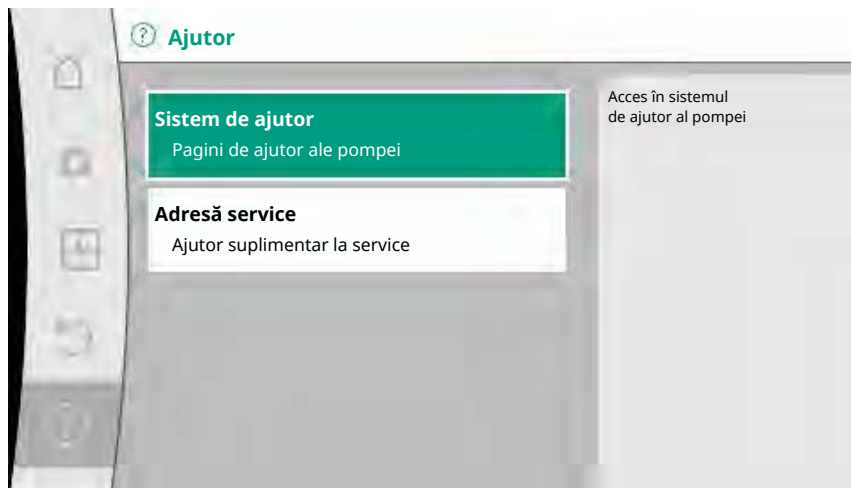 Ajutor
Sistem de ajutor
Pagini de ajutor ale pompei
Adresă service
Ajutor suplimentar la service
Acces în sistemul
de ajutor al pompei